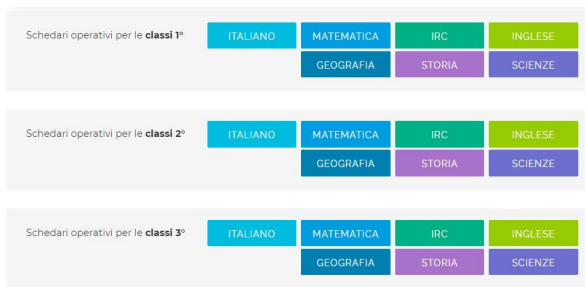 Schedari operativi per le classi 1° ITALIANO MATEMATICA IRC INGLESE
GEOGRAFIA STORIA SCIENZE
Schedari operativi per le classi 2° ITALIANO MATEMATICA IRC INGLESE
GEOGRAFIA STORIA SCIENZE
Schedari operativi per le classi 3° ITALIANO MATEMATICA IRC INGLESE
GEOGRAFIA STORIA SCIENZE